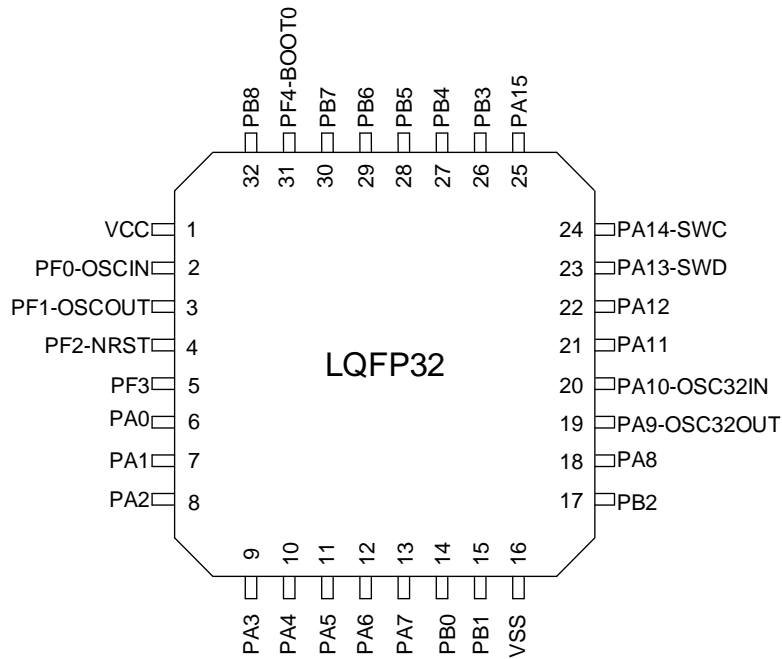 PB8
PF4-BOOT0
PB7
PB6
PB5
PB4
PB3
PA15
32
31
30
29
28
27
26
25
VCC 1
PF0-OSCIN 2
PF1-OSCOUT 3
PF2-NRST 4
PF3 5
PA0 6
PA1 7
PA2 8
LQFP32
24 PA14-SWC
23 PA13-SWD
22 PA12
21 PA11
20 PA10-OSC32IN
19 PA9-OSC32OUT
18 PA8
17 PB2
9
10
11
12
13
14
15
16
PA3
PA4
PA5
PA6
PA7
PB0
PB1
VSS